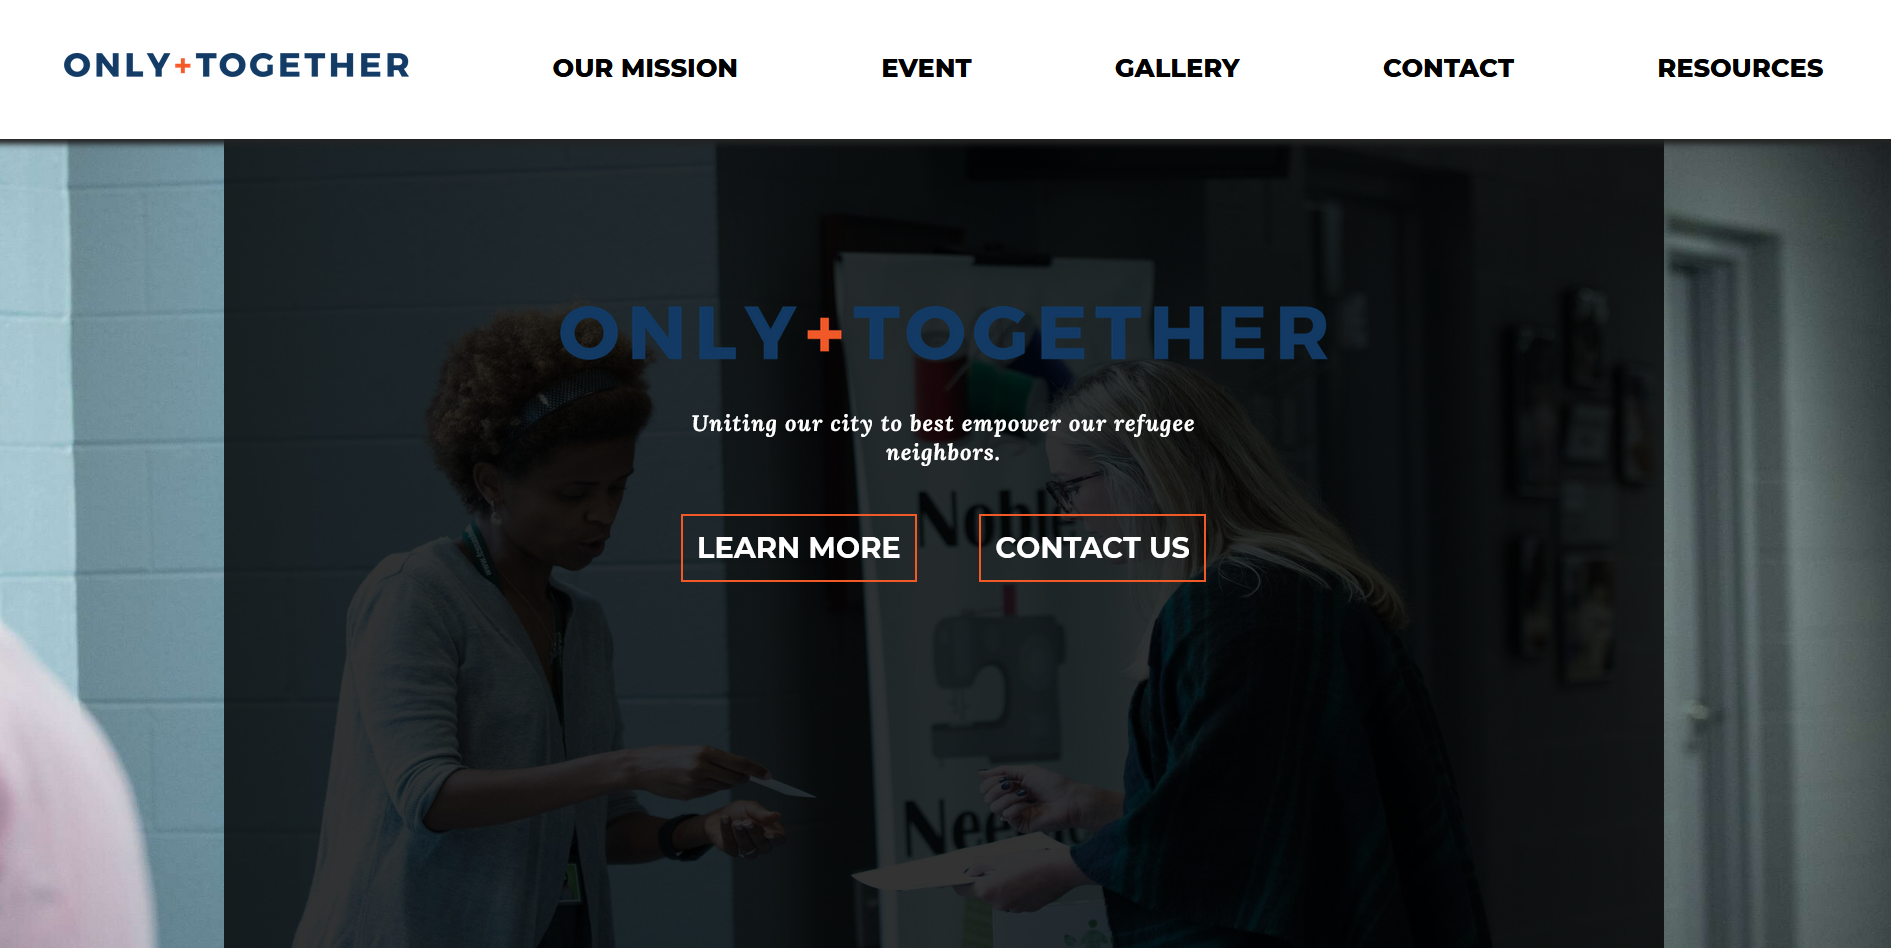 ONLY+TOGETHER
OUR MISSION
EVENT
GALLERY
CONTACT
RESOURCES
ONLY+TOGETHER
Uniting our city to best empower our refugee
neighbors.
LEARN MORE
CONTACT US
Noble